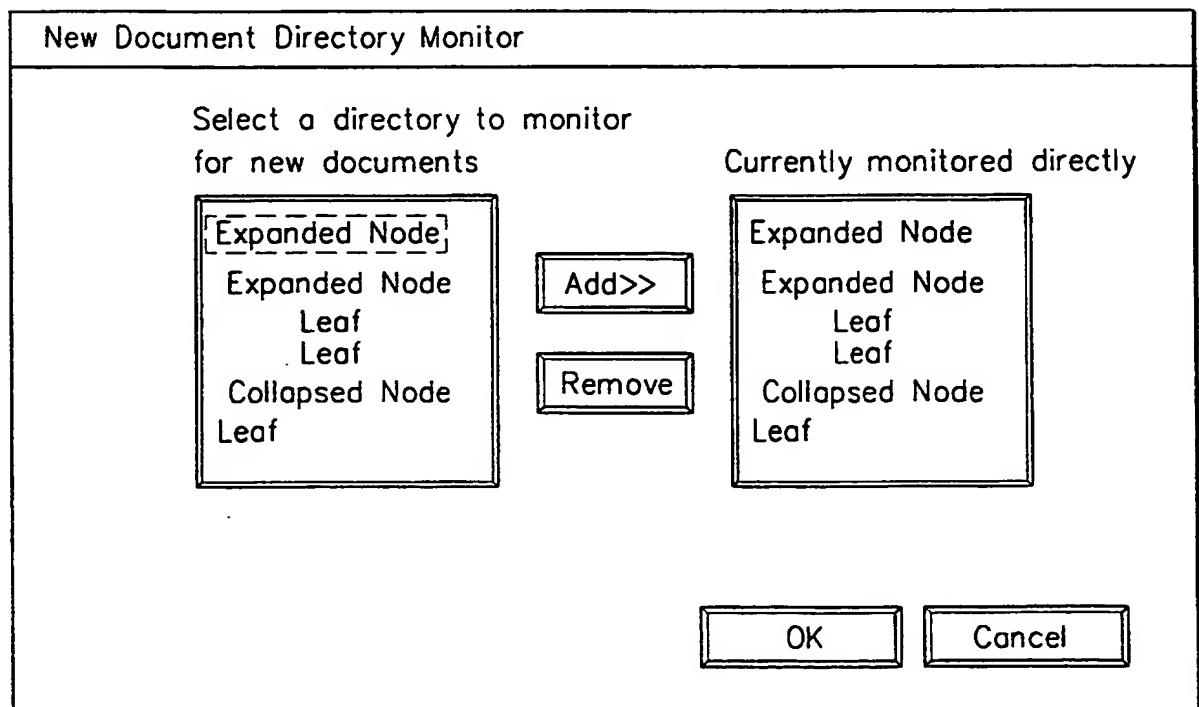 New Document Directory Monitor
Select a directory to monitor
for new documents
Currently monitored directly
Expanded Node
Expanded Node
Leaf
Leaf
Collapsed Node
Leaf
Add>>
Remove
Expanded Node
Expanded Node
Leaf
Leaf
Collapsed Node
Leaf
OK
Cancel